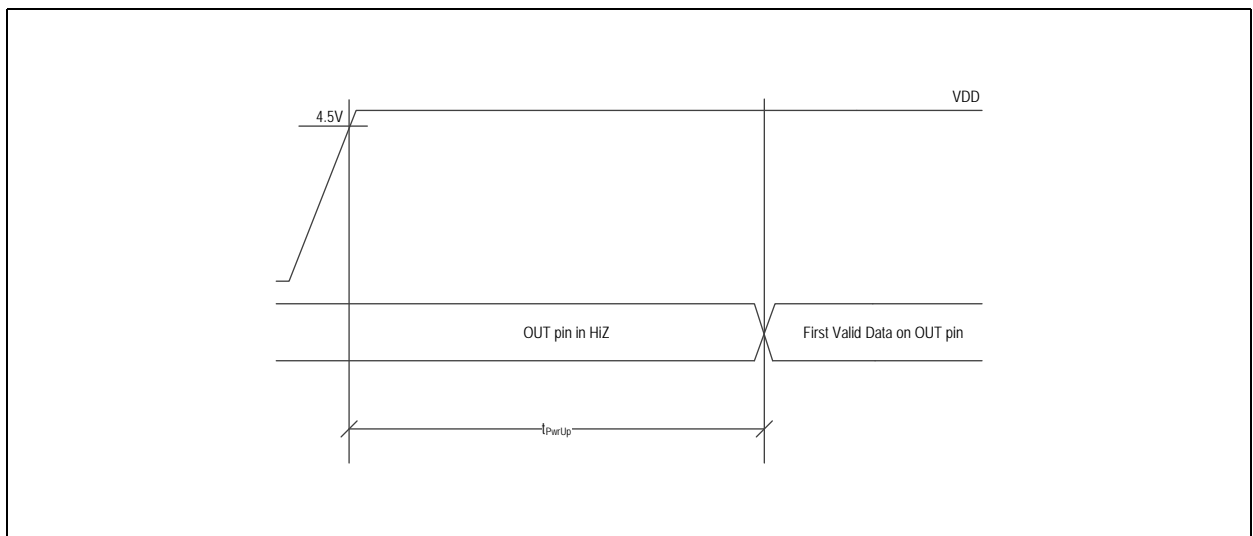 VDD
4.5V
OUT pin in HiZ
First Valid Data on OUT pin
tPwrUp